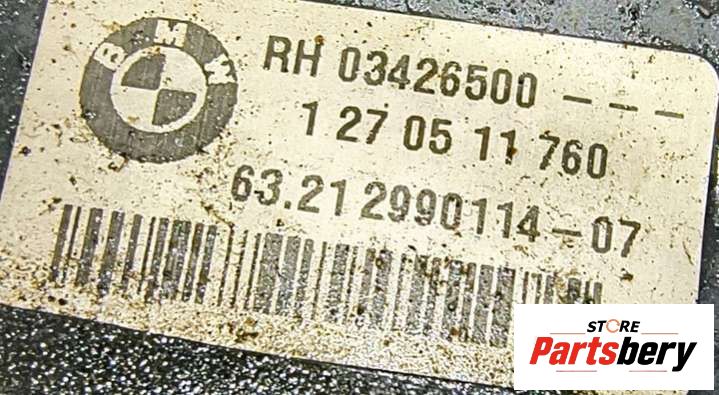 BMW
RH 03426500 - - -
1 27 05 11 760
63.21 2990114-07
STORE
Partsbery